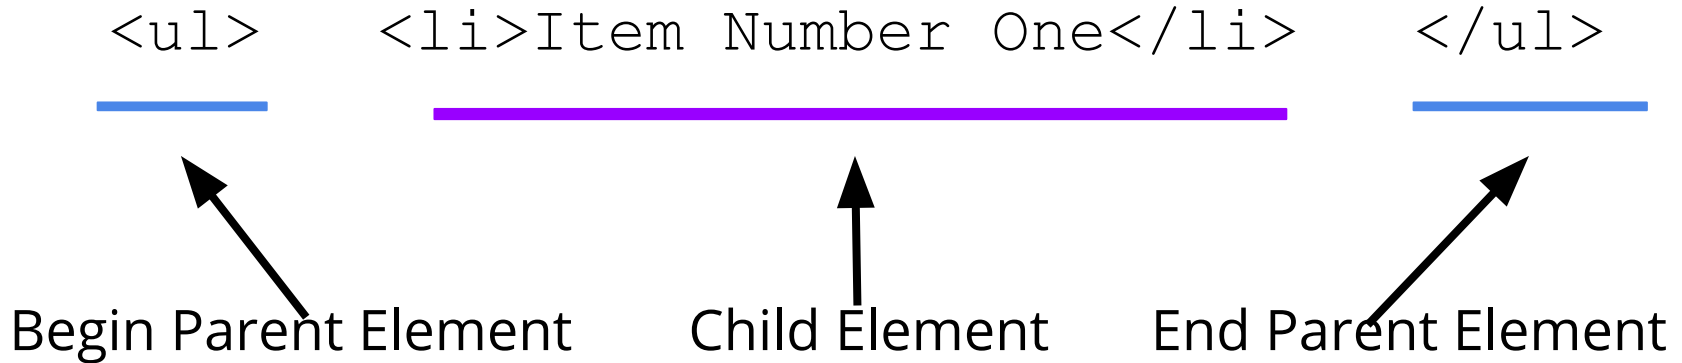 <ul> <li>Item Number One</li> </ul>
Begin Parent Element Child Element End Parent Element